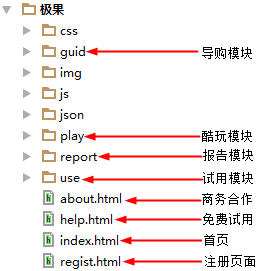 极果
css
guid 导购模块
img
js
json
play 酷玩模块
report 报告模块
use 试用模块
about.html 商务合作
help.html 免费试用
index.html 首页
regist.html 注册页面